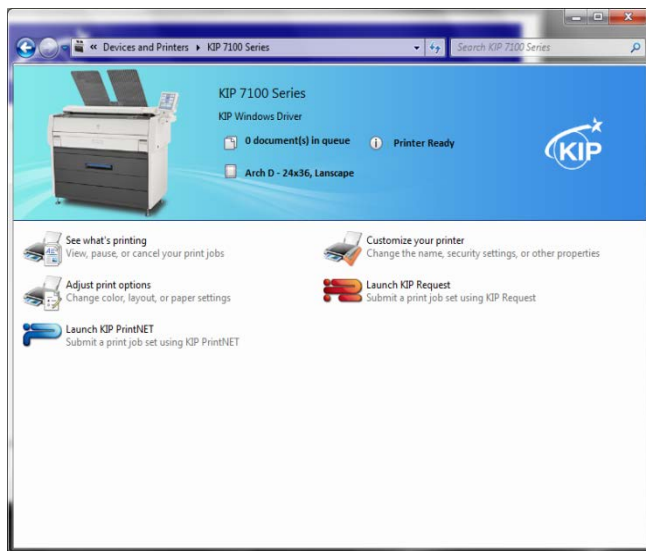 « Devices and Printers ▸ KIP 7100 Series
Search KIP 7100 Series
KIP 7100 Series
KIP Windows Driver
0 document(s) in queue
Printer Ready
Arch D - 24x36, Lanscape
KIP
See what's printing
View, pause, or cancel your print jobs
Customize your printer
Change the name, security settings, or other properties
Adjust print options
Change color, layout, or paper settings
Launch KIP Request
Submit a print job set using KIP Request
Launch KIP PrintNET
Submit a print job set using KIP PrintNET